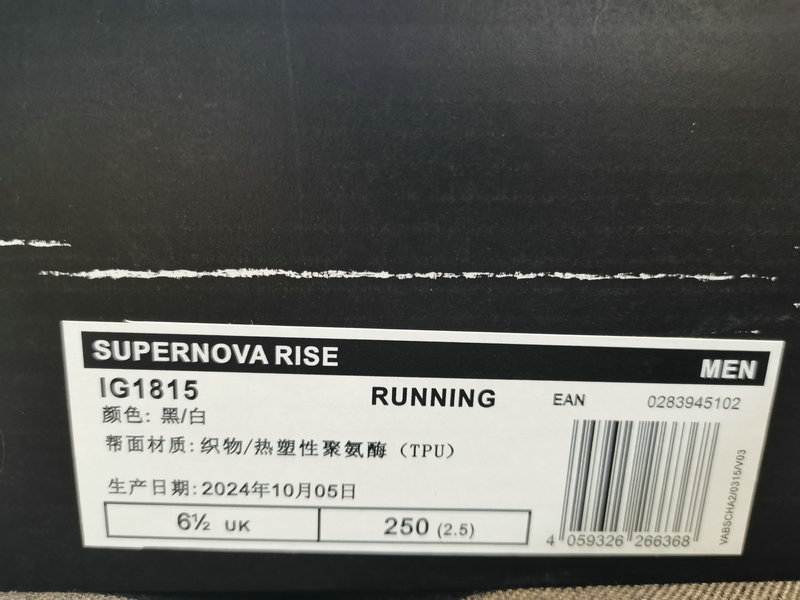 SUPERNOVA RISE
MEN
IG1815
RUNNING
EAN
0283945102
颜色: 黑/白
帮面材质: 织物/热塑性聚氨酯（TPU）
生产日期: 2024年10月05日
6½ UK
250 (2.5)
4 059326 266368
VABSCHA2/0315/V03